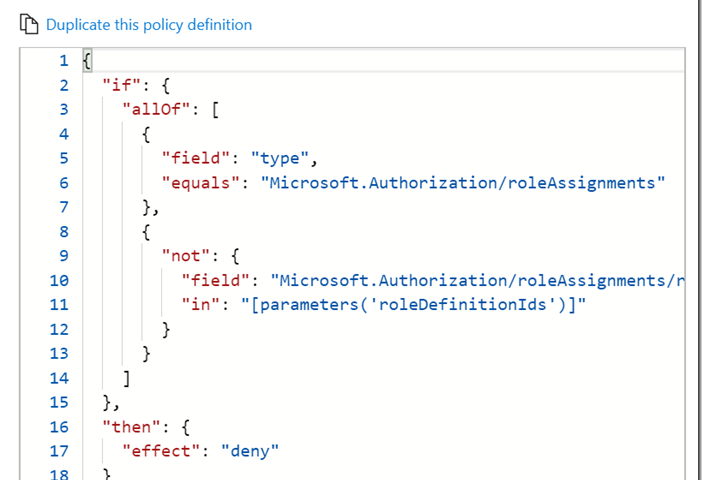 Duplicate this policy definition
1 {
2 "if": {
3 "allOf": [
4 {
5 "field": "type",
6 "equals": "Microsoft.Authorization/roleAssignments"
7 },
8 {
9 "not": {
10 "field": "Microsoft.Authorization/roleAssignments/r
11 "in": "[parameters('roleDefinitionIds')]"
12 }
13 }
14 ]
15 },
16 "then": {
17 "effect": "deny"
18 }